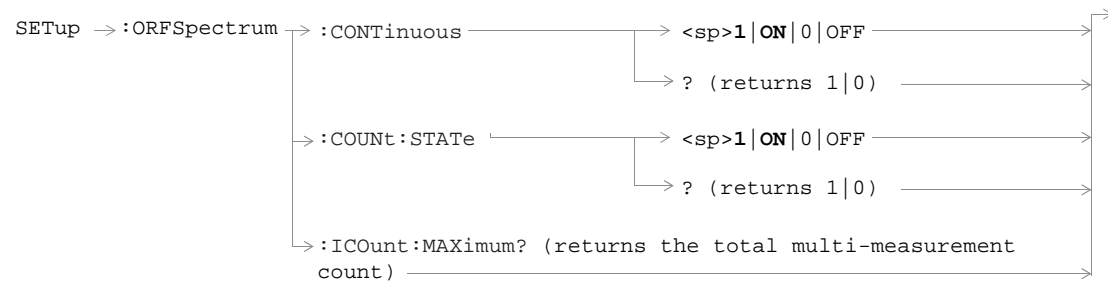 SETup :ORFSpectrum :CONTinuous <sp>1|ON|0|OFF
? (returns 1|0)
:COUNt:STATe <sp>1|ON|0|OFF
? (returns 1|0)
:ICOunt:MAXimum? (returns the total multi-measurement
count)